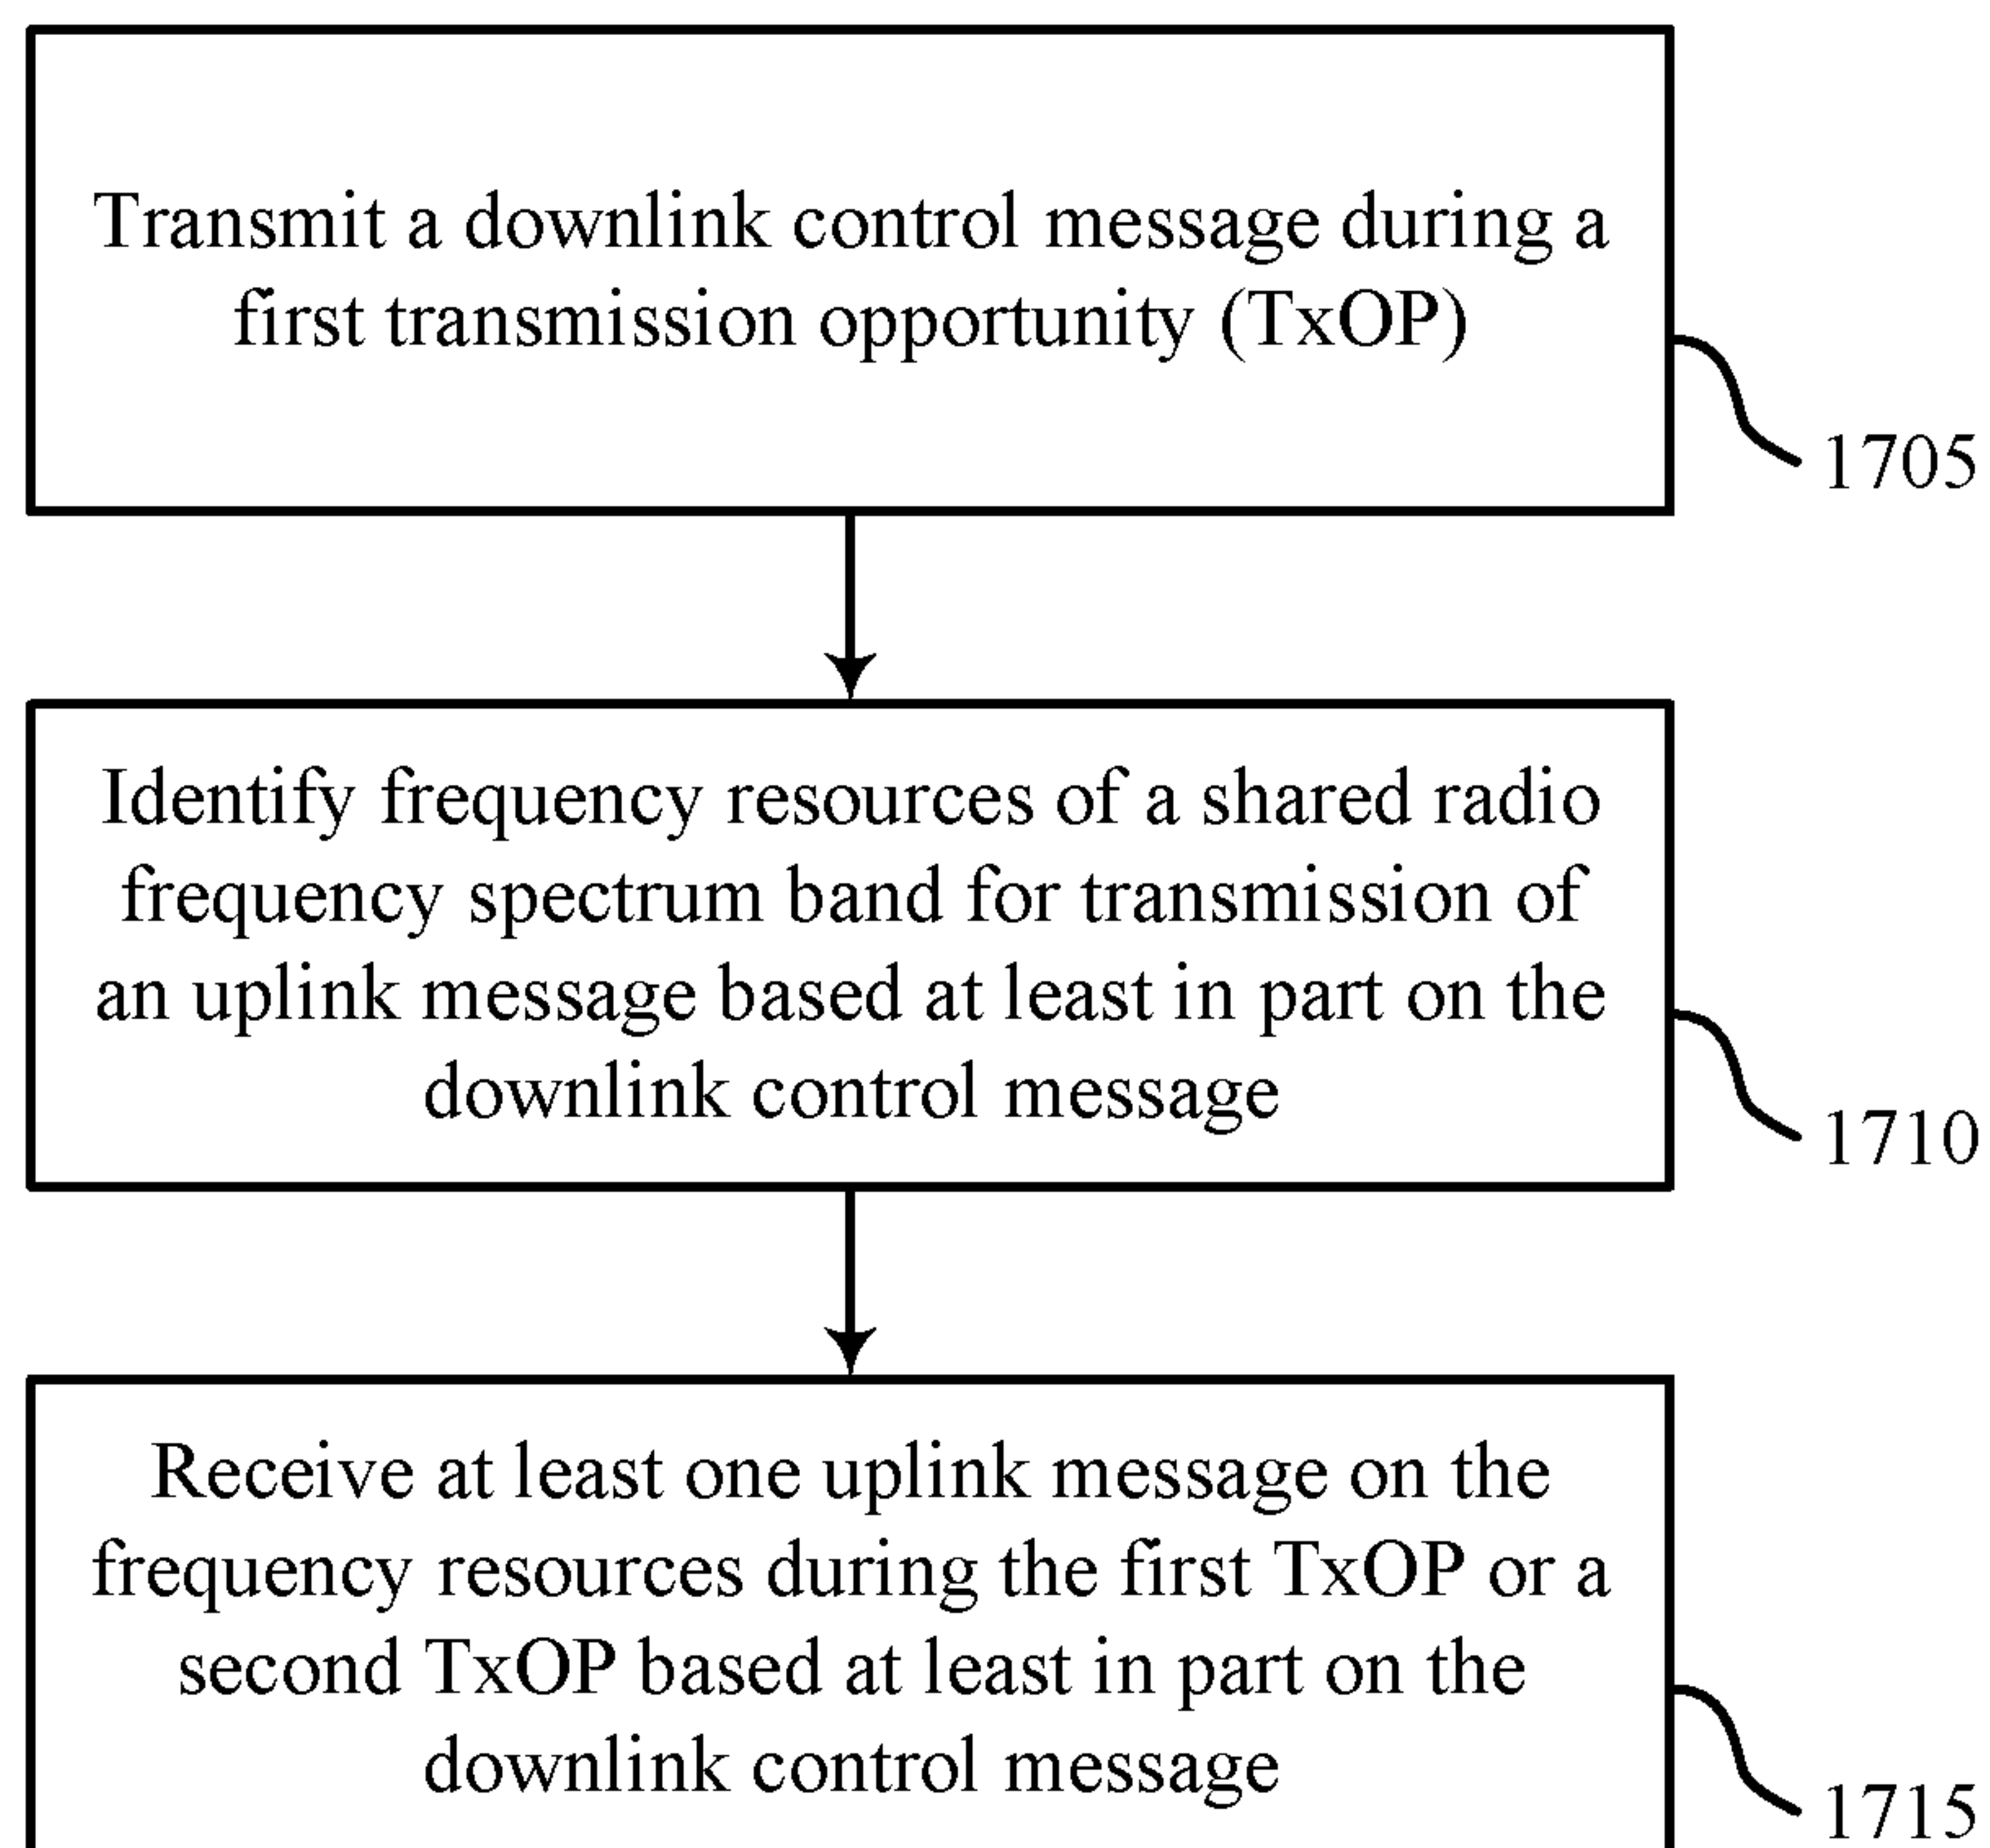 Transmit a downlink control message during a
first transmission opportunity (TxOP)
1705
Identify frequency resources of a shared radio
frequency spectrum band for transmission of
an uplink message based at least in part on the
downlink control message
1710
Receive at least one uplink message on the
frequency resources during the first TxOP or a
second TxOP based at least in part on the
downlink control message
1715